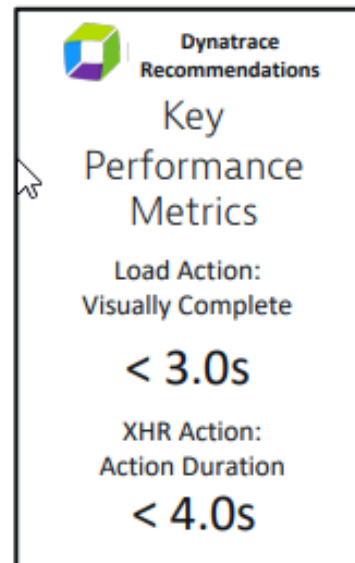 Dynatrace
Recommendations
Key
Performance
Metrics
Load Action:
Visually Complete
< 3.0s
XHR Action:
Action Duration
< 4.0s